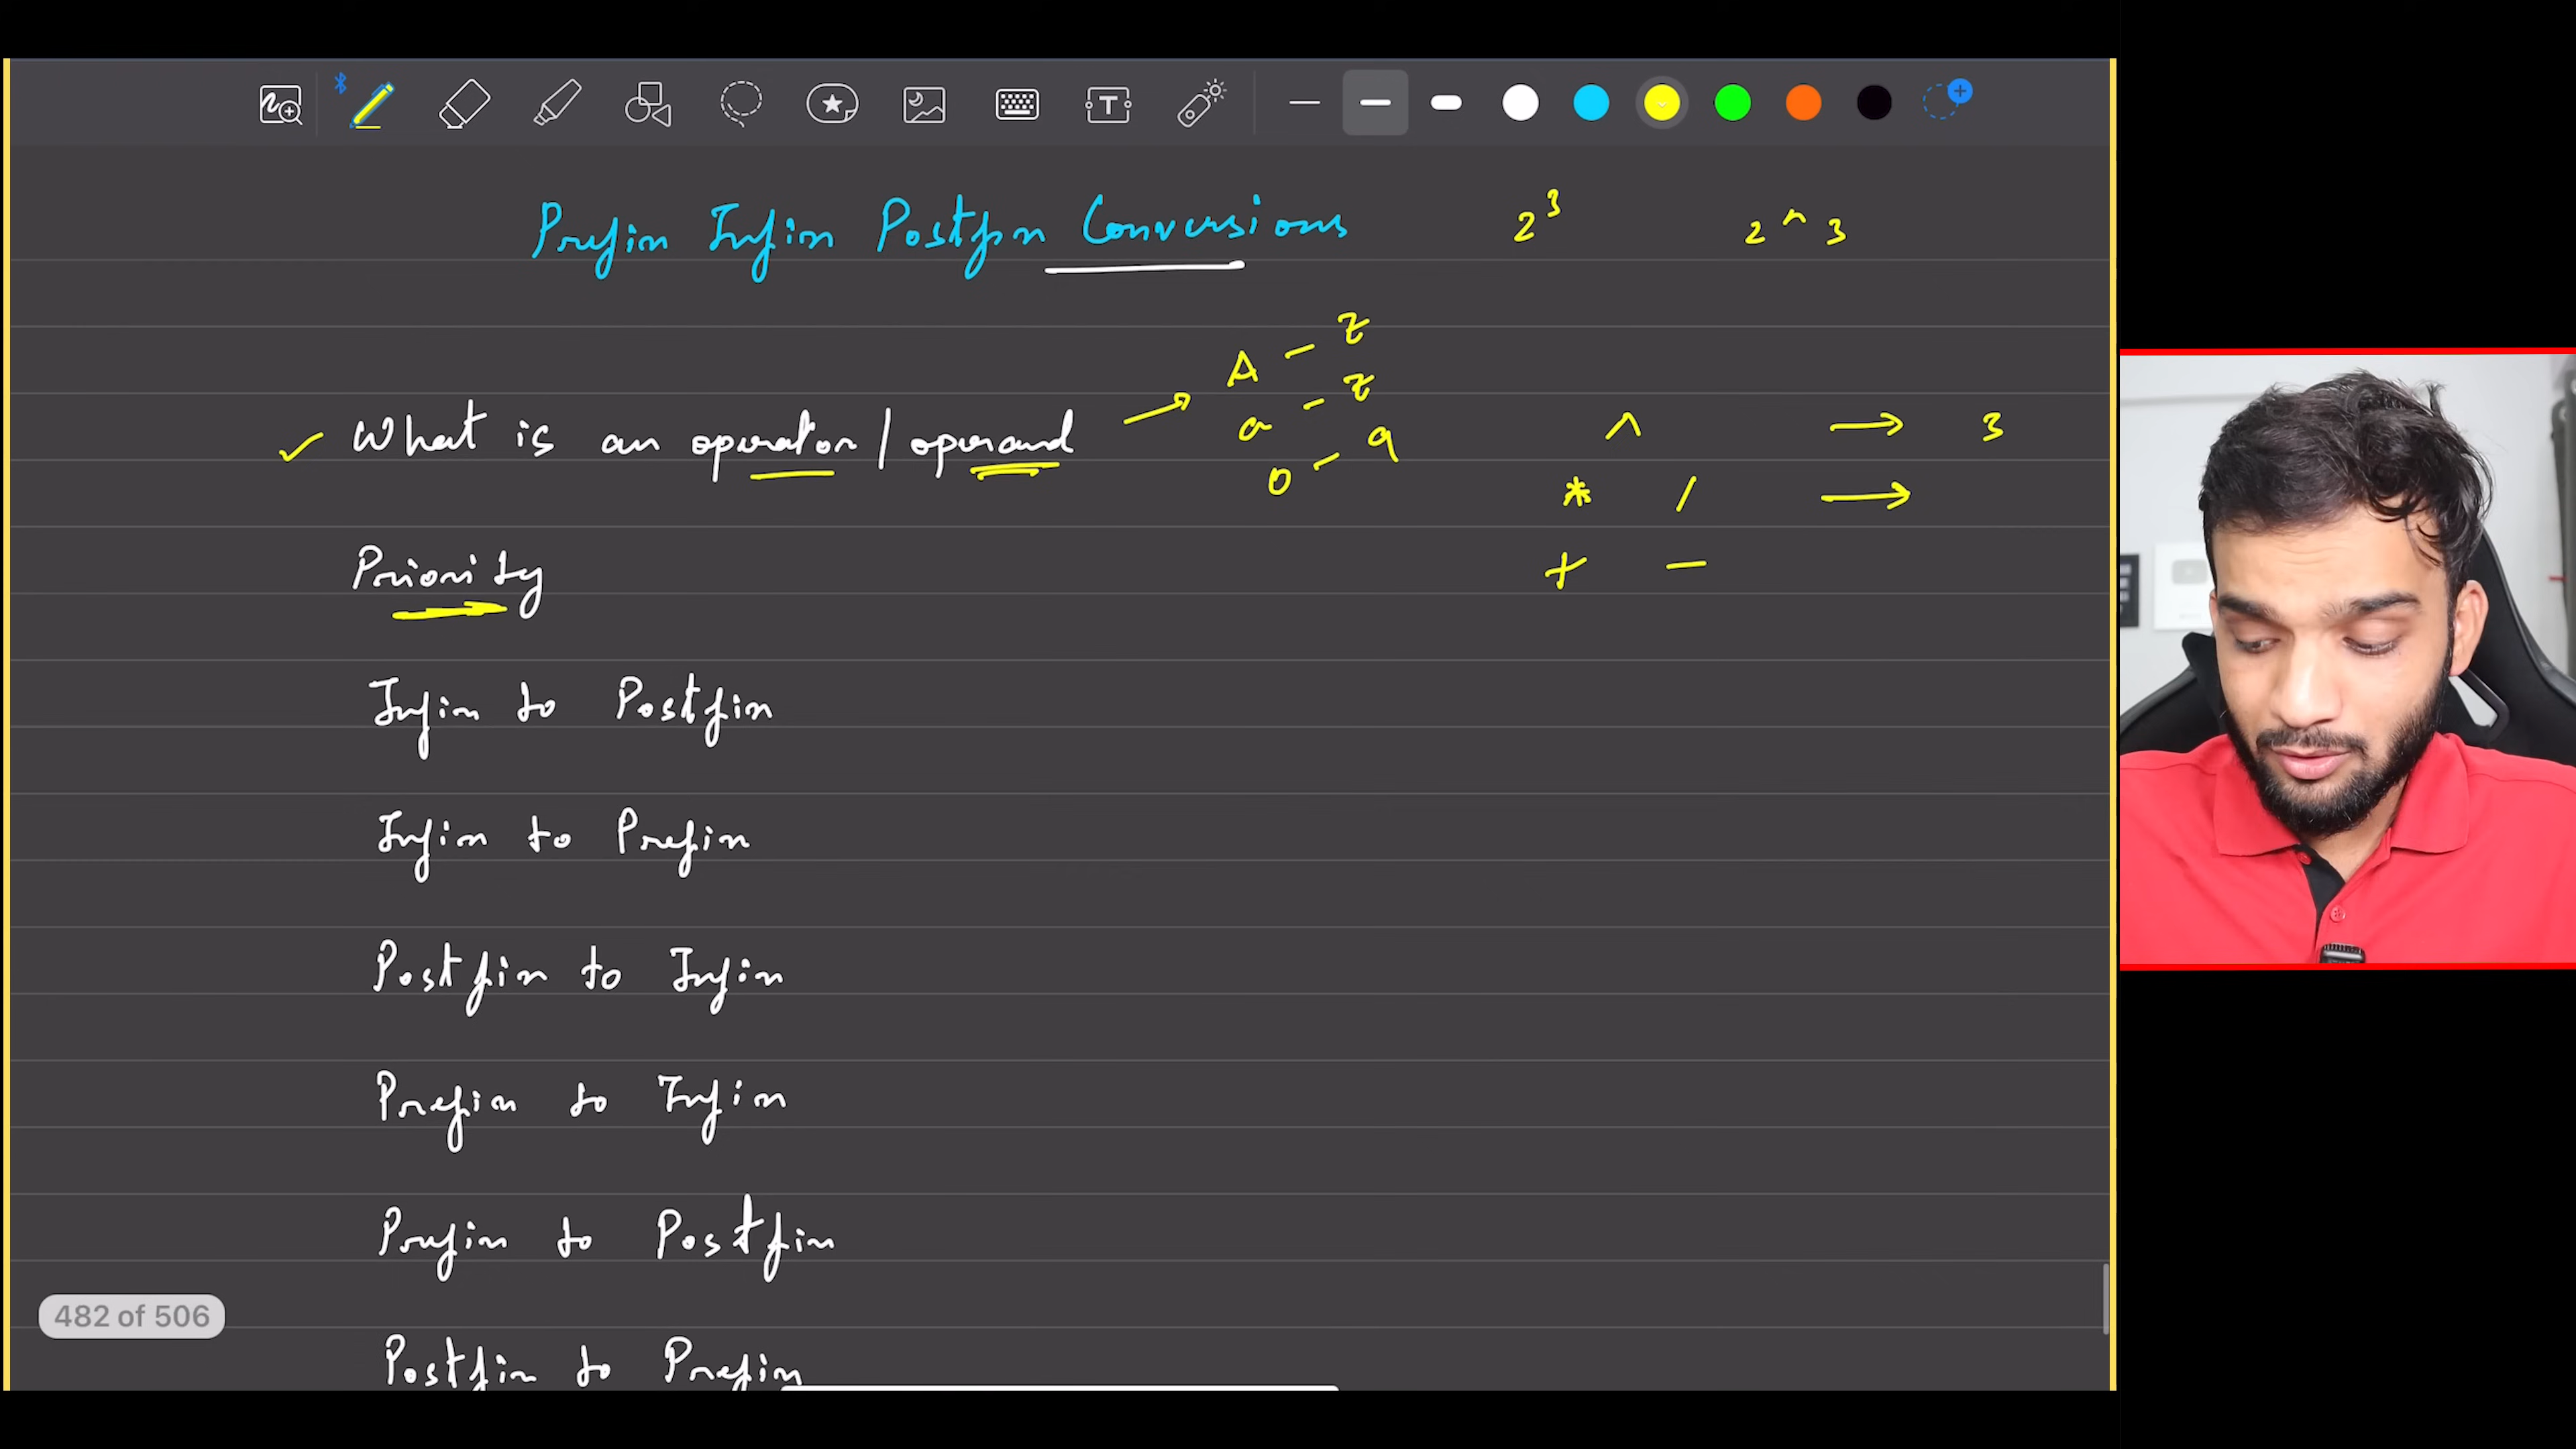 Prefix Infix Postfix Conversions 2³ 2 ^ 3
A - Z
a - z
0 - 9
✓ What is an operator / operand → ^ → 3
* / →
Priority + -
Infix to Postfix
Infix to Prefix
Postfix to Infix
Prefix to Infix
Prefix to Postfix
482 of 506
Postfix to Prefix